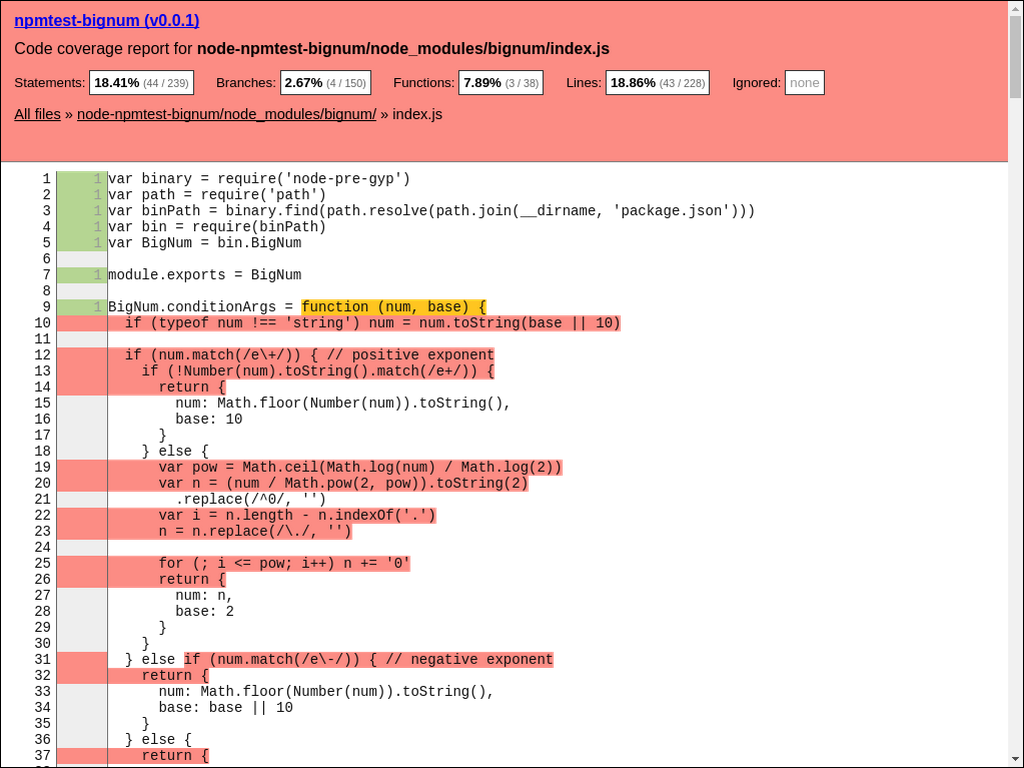 npmtest-bignum (v0.0.1)
Code coverage report for node-npmtest-bignum/node_modules/bignum/index.js
Statements: 18.41% (44 / 239) Branches: 2.67% (4 / 150) Functions: 7.89% (3 / 38) Lines: 18.86% (43 / 228) Ignored: none
All files » node-npmtest-bignum/node_modules/bignum/ » index.js
1 1 var binary = require('node-pre-gyp')
2 1 var path = require('path')
3 1 var binPath = binary.find(path.resolve(path.join(__dirname, 'package.json')))
4 1 var bin = require(binPath)
5 1 var BigNum = bin.BigNum
6
7 1 module.exports = BigNum
8
9 1 BigNum.conditionArgs = function (num, base) {
10 if (typeof num !== 'string') num = num.toString(base || 10)
11
12 if (num.match(/e\+/)) { // positive exponent
13 if (!Number(num).toString().match(/e+/)) {
14 return {
15 num: Math.floor(Number(num)).toString(),
16 base: 10
17 }
18 } else {
19 var pow = Math.ceil(Math.log(num) / Math.log(2))
20 var n = (num / Math.pow(2, pow)).toString(2)
21 .replace(/^0/, '')
22 var i = n.length - n.indexOf('.')
23 n = n.replace(/\./, '')
24
25 for (; i <= pow; i++) n += '0'
26 return {
27 num: n,
28 base: 2
29 }
30 }
31 } else if (num.match(/e\-/)) { // negative exponent
32 return {
33 num: Math.floor(Number(num)).toString(),
34 base: base || 10
35 }
36 } else {
37 return {